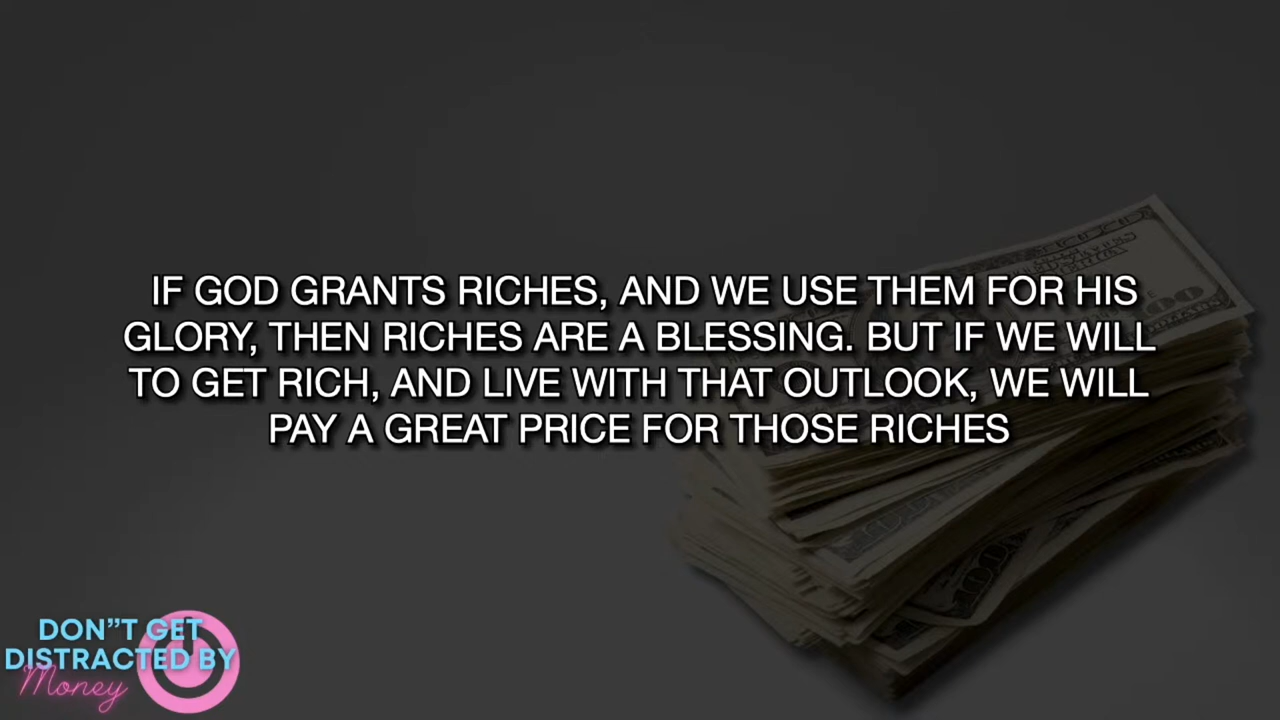 IF GOD GRANTS RICHES, AND WE USE THEM FOR HIS
GLORY, THEN RICHES ARE A BLESSING. BUT IF WE WILL
TO GET RICH, AND LIVE WITH THAT OUTLOOK, WE WILL
PAY A GREAT PRICE FOR THOSE RICHES
DON”T GET
DISTRACTED BY
Money